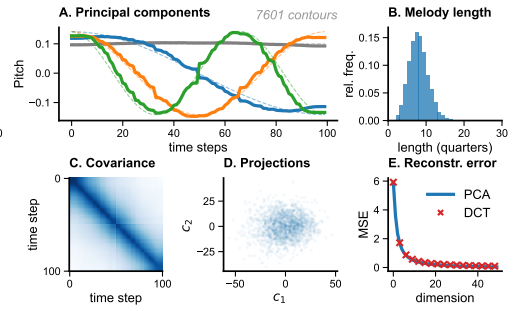 A. Principal components
7601 contours
Pitch
0.1
0.0
−0.1
0
20
40
60
80
100
time steps
B. Melody length
rel. freq.
0.15
0.10
0.05
0.00
0
10
20
30
length (quarters)
C. Covariance
time step
0
100
0
100
time step
D. Projections
c2
25
0
−25
−50
0
50
c1
E. Reconstr. error
MSE
6
4
2
0
PCA
DCT
0
20
40
dimension
0